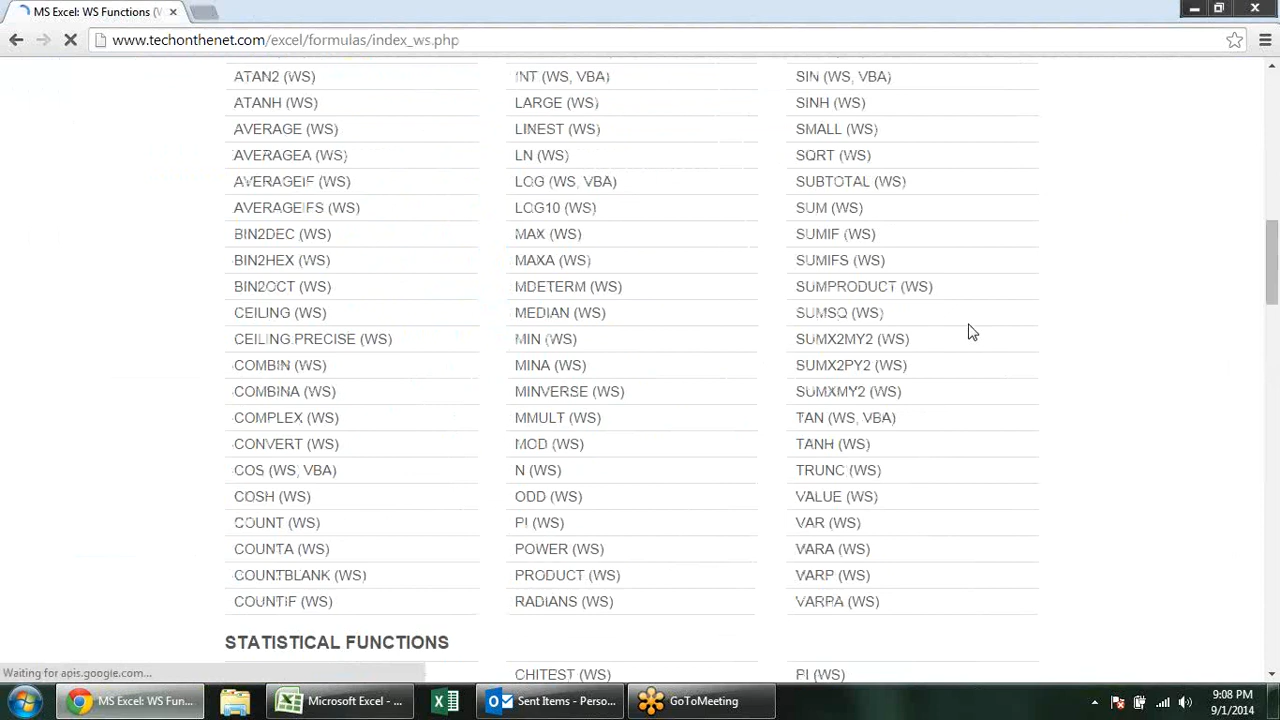 MS Excel: WS Functions (V
www.techonthenet.com/excel/formulas/index_ws.php
ATAN2 (WS)
ATANH (WS)
AVERAGE (WS)
AVERAGEA (WS)
AVERAGEIF (WS)
AVERAGEIFS (WS)
BIN2DEC (WS)
BIN2HEX (WS)
BIN2OCT (WS)
CEILING (WS)
CEILING.PRECISE (WS)
COMBIN (WS)
COMBINA (WS)
COMPLEX (WS)
CONVERT (WS)
COS (WS, VBA)
COSH (WS)
COUNT (WS)
COUNTA (WS)
COUNTBLANK (WS)
COUNTIF (WS)
INT (WS, VBA)
LARGE (WS)
LINEST (WS)
LN (WS)
LOG (WS, VBA)
LOG10 (WS)
MAX (WS)
MAXA (WS)
MDETERM (WS)
MEDIAN (WS)
MIN (WS)
MINA (WS)
MINVERSE (WS)
MMULT (WS)
MOD (WS)
N (WS)
ODD (WS)
PI (WS)
POWER (WS)
PRODUCT (WS)
RADIANS (WS)
SIN (WS, VBA)
SINH (WS)
SMALL (WS)
SQRT (WS)
SUBTOTAL (WS)
SUM (WS)
SUMIF (WS)
SUMIFS (WS)
SUMPRODUCT (WS)
SUMSQ (WS)
SUMX2MY2 (WS)
SUMX2PY2 (WS)
SUMXMY2 (WS)
TAN (WS, VBA)
TANH (WS)
TRUNC (WS)
VALUE (WS)
VAR (WS)
VARA (WS)
VARP (WS)
VARPA (WS)
STATISTICAL FUNCTIONS
CHITEST (WS)
PI (WS)
Waiting for apis.google.com...
MS Excel: WS Fun...
Microsoft Excel - ...
Sent Items - Perso...
GoToMeeting
9:08 PM
9/1/2014